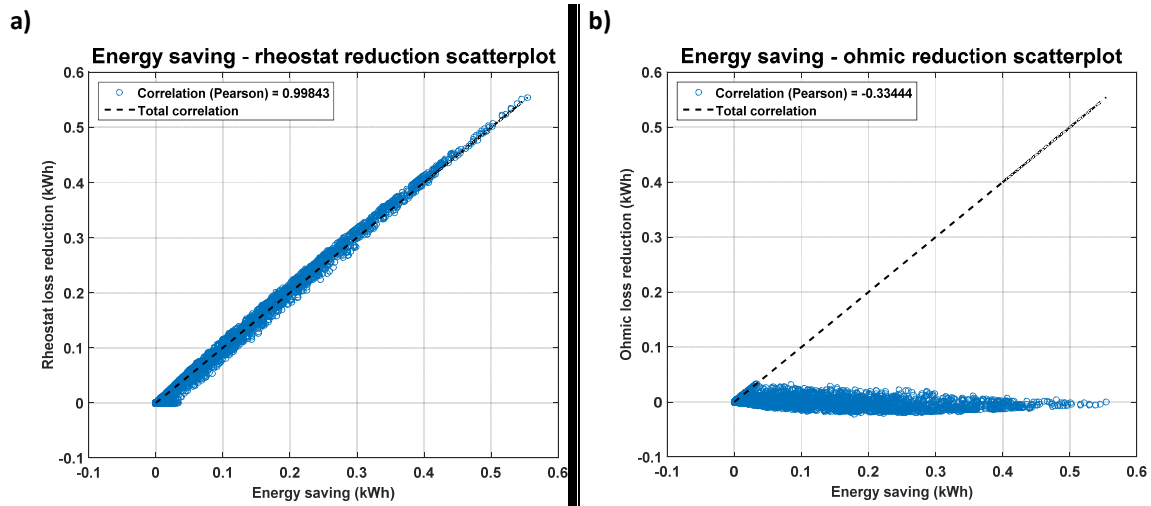 a)
Energy saving - rheostat reduction scatterplot
0.6
Correlation (Pearson) = 0.99843
Total correlation
0.5
0.4
0.3
0.2
0.1
0
-0.1
Rheostat loss reduction (kWh)
-0.1 0 0.1 0.2 0.3 0.4 0.5 0.6
Energy saving (kWh)
b)
Energy saving - ohmic reduction scatterplot
0.6
Correlation (Pearson) = -0.33444
Total correlation
0.5
0.4
0.3
0.2
0.1
0
-0.1
Ohmic loss reduction (kWh)
-0.1 0 0.1 0.2 0.3 0.4 0.5 0.6
Energy saving (kWh)